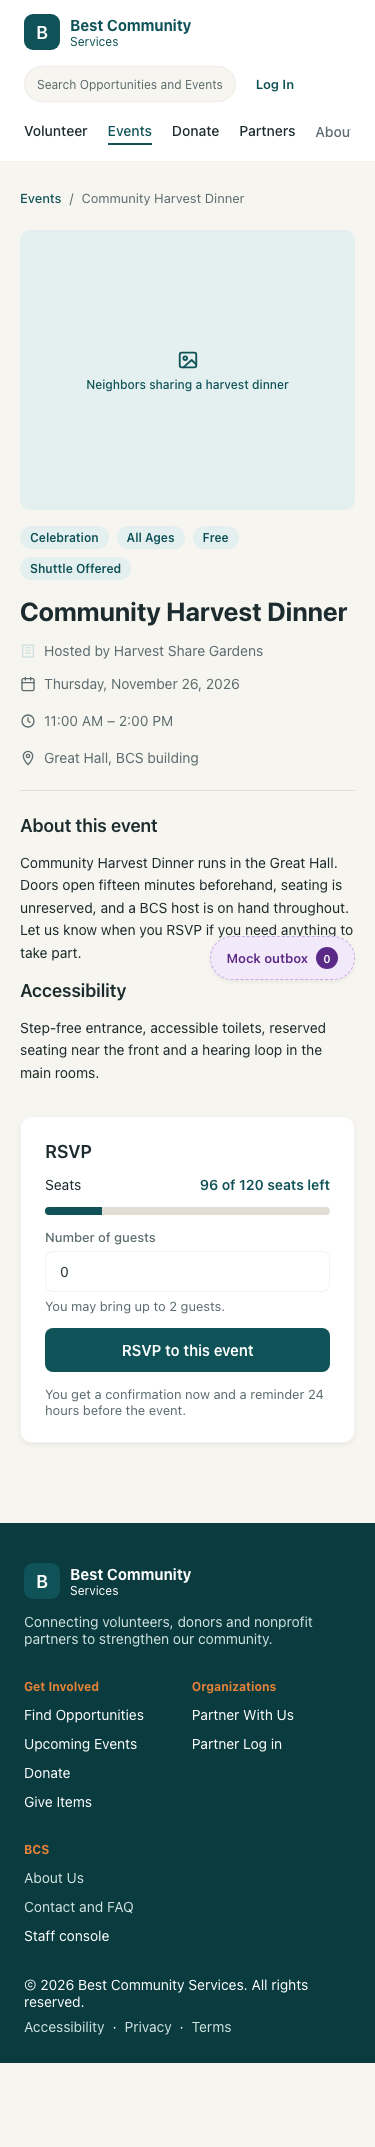 B
Best Community
Services
Search Opportunities and Events
Log In
Volunteer
Events
Donate
Partners
Events / Community Harvest Dinner
Neighbors sharing a harvest dinner
Celebration
All Ages
Free
Shuttle Offered
Community Harvest Dinner
Hosted by Harvest Share Gardens
Thursday, November 26, 2026
11:00 AM – 2:00 PM
Great Hall, BCS building
About this event
Community Harvest Dinner runs in the Great Hall.
Doors open fifteen minutes beforehand, seating is
unreserved, and a BCS host is on hand throughout.
Let us know when you RSVP if you need anything to
take part.
Mock outbox 0
Accessibility
Step-free entrance, accessible toilets, reserved
seating near the front and a hearing loop in the
main rooms.
RSVP
Seats
96 of 120 seats left
Number of guests
0
You may bring up to 2 guests.
RSVP to this event
You get a confirmation now and a reminder 24
hours before the event.
B
Best Community
Services
Connecting volunteers, donors and nonprofit
partners to strengthen our community.
Get Involved
Find Opportunities
Upcoming Events
Donate
Give Items
Organizations
Partner With Us
Partner Log in
BCS
About Us
Contact and FAQ
Staff console
© 2026 Best Community Services. All rights
reserved.
Accessibility · Privacy · Terms